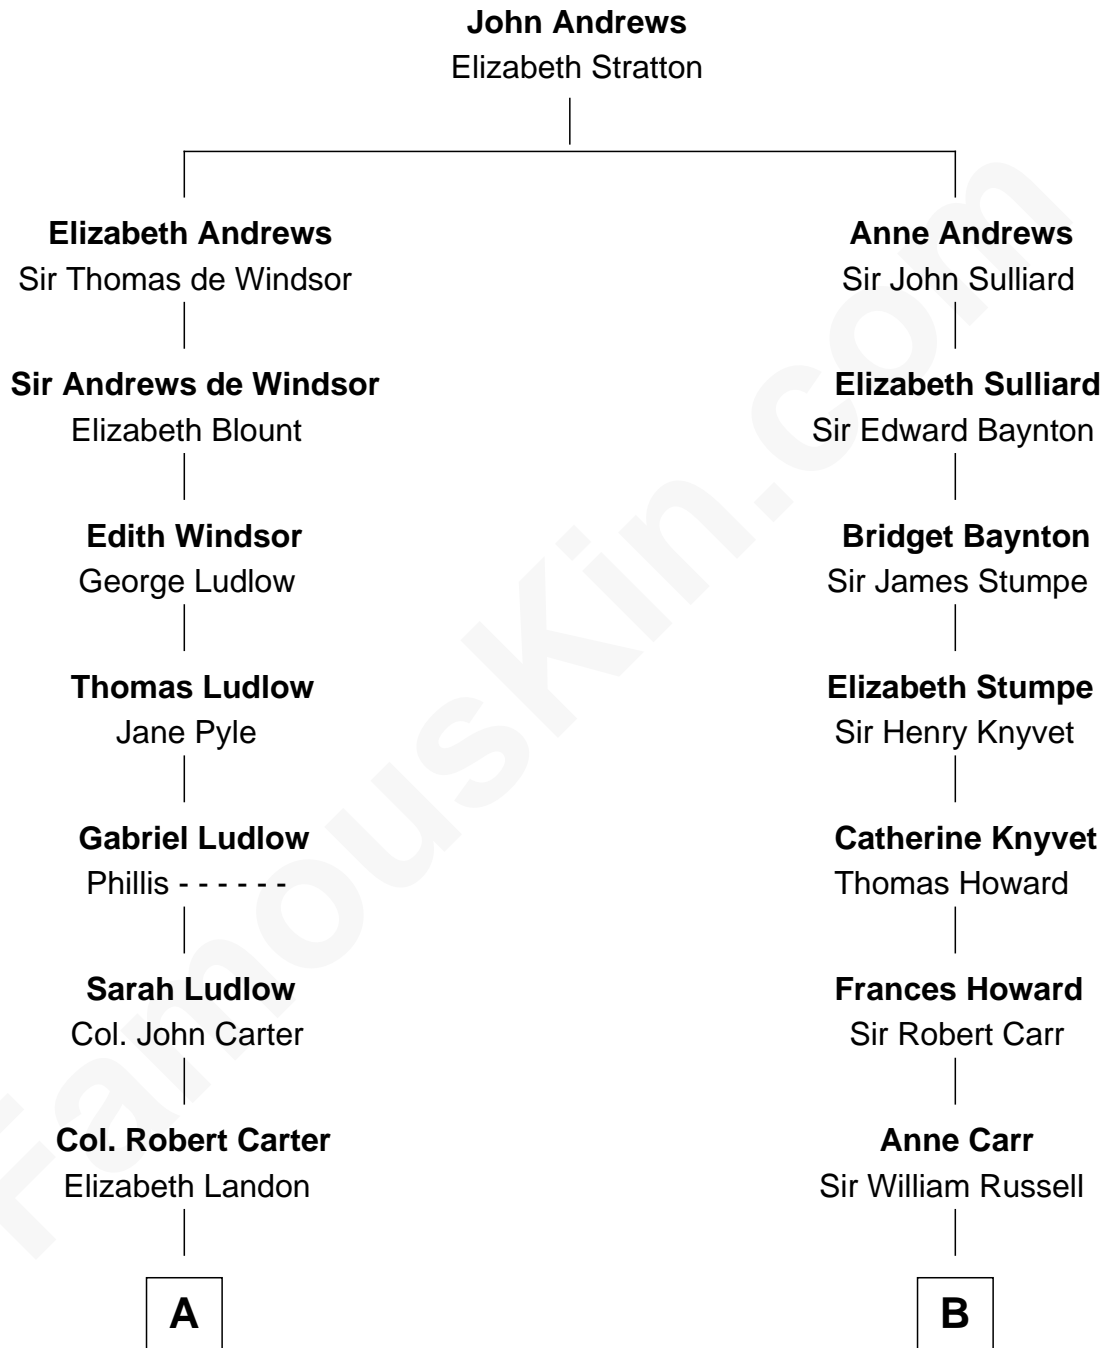 John Andrews
Elizabeth Stratton
Elizabeth Andrews
Sir Thomas de Windsor
Anne Andrews
Sir John Sulliard
Sir Andrews de Windsor
Elizabeth Blount
Elizabeth Sulliard
Sir Edward Baynton
Edith Windsor
George Ludlow
Bridget Baynton
Sir James Stumpe
Thomas Ludlow
Jane Pyle
Elizabeth Stumpe
Sir Henry Knyvet
Gabriel Ludlow
Phillis - - - - - -
Catherine Knyvet
Thomas Howard
Sarah Ludlow
Col. John Carter
Frances Howard
Sir Robert Carr
Col. Robert Carter
Elizabeth Landon
Anne Carr
Sir William Russell
A
B
FamousKin.com